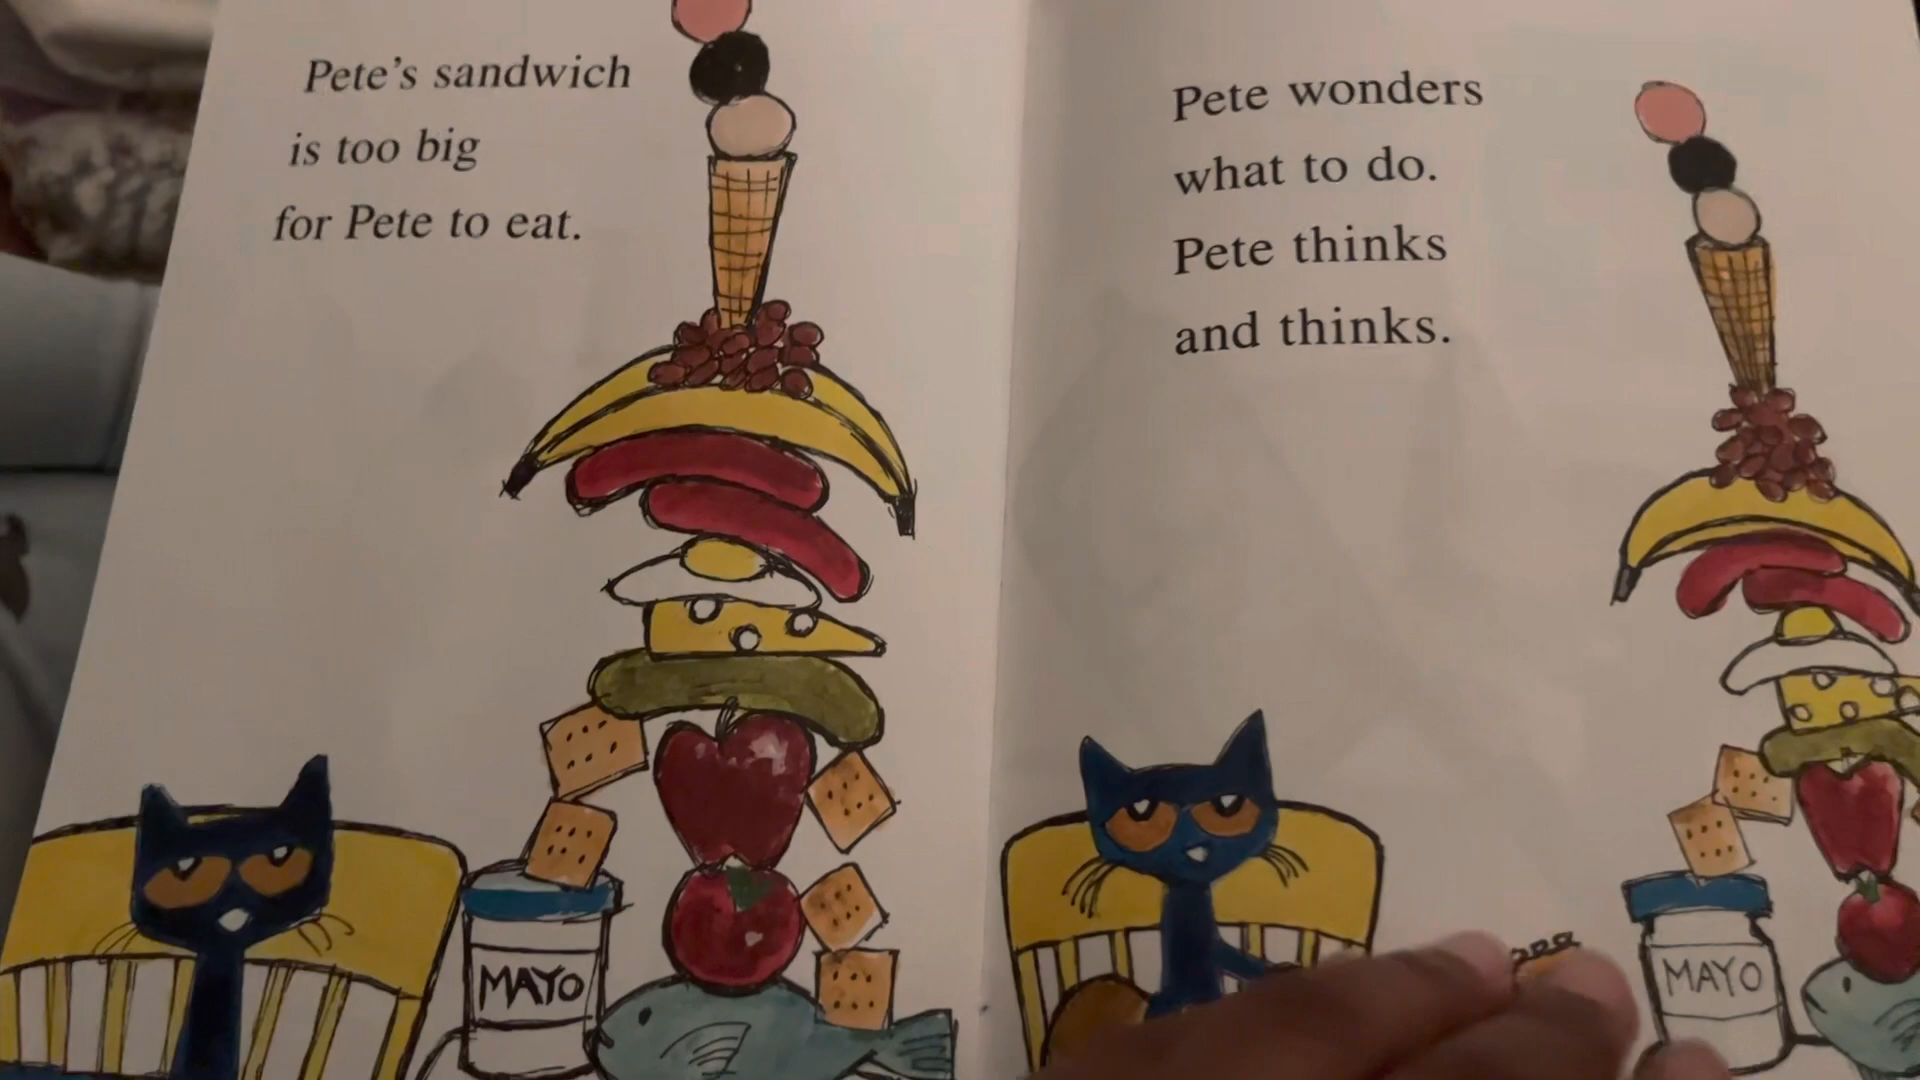 Pete's sandwich
is too big
for Pete to eat.
MAYO
Pete wonders
what to do.
Pete thinks
and thinks.
MAYO